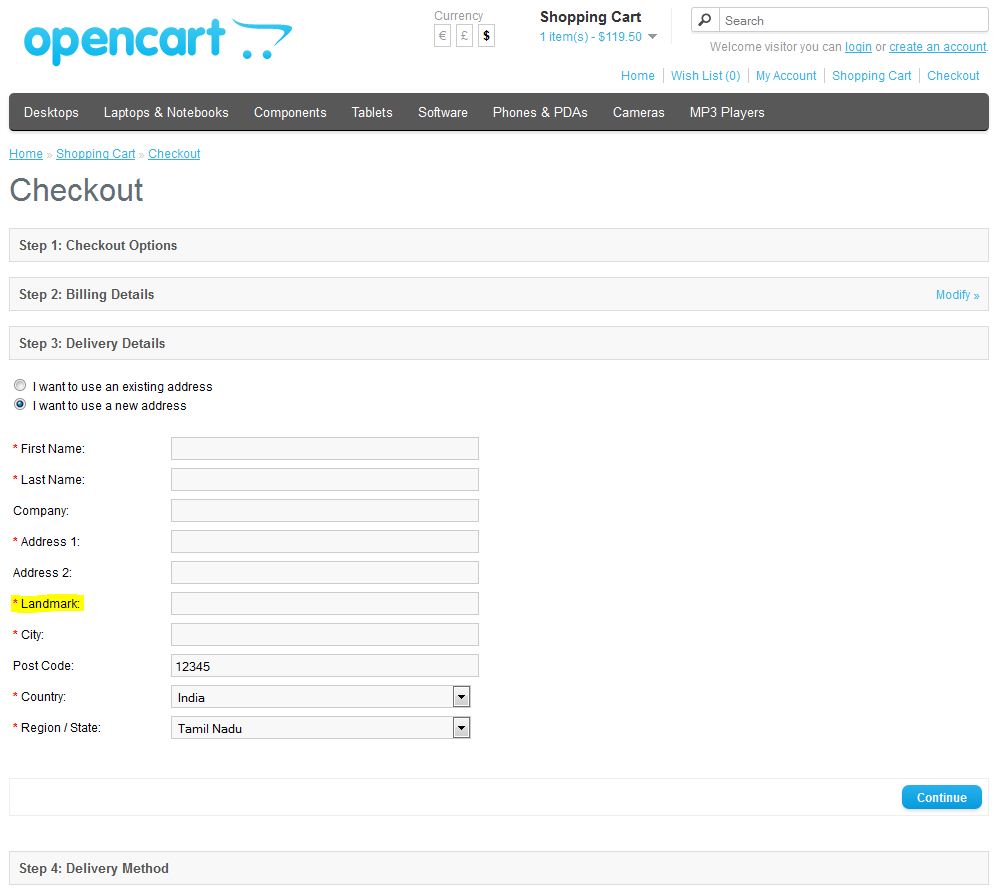 opencart
Currency
€ £ $
Shopping Cart
1 item(s) - $119.50
Search
Welcome visitor you can login or create an account.
Home Wish List (0) My Account Shopping Cart Checkout
Desktops Laptops & Notebooks Components Tablets Software Phones & PDAs Cameras MP3 Players
Home » Shopping Cart » Checkout
Checkout
Step 1: Checkout Options
Step 2: Billing Details Modify »
Step 3: Delivery Details
I want to use an existing address
I want to use a new address
* First Name:
* Last Name:
Company:
* Address 1:
Address 2:
* Landmark:
* City:
Post Code: 12345
* Country: India
* Region / State: Tamil Nadu
Continue
Step 4: Delivery Method